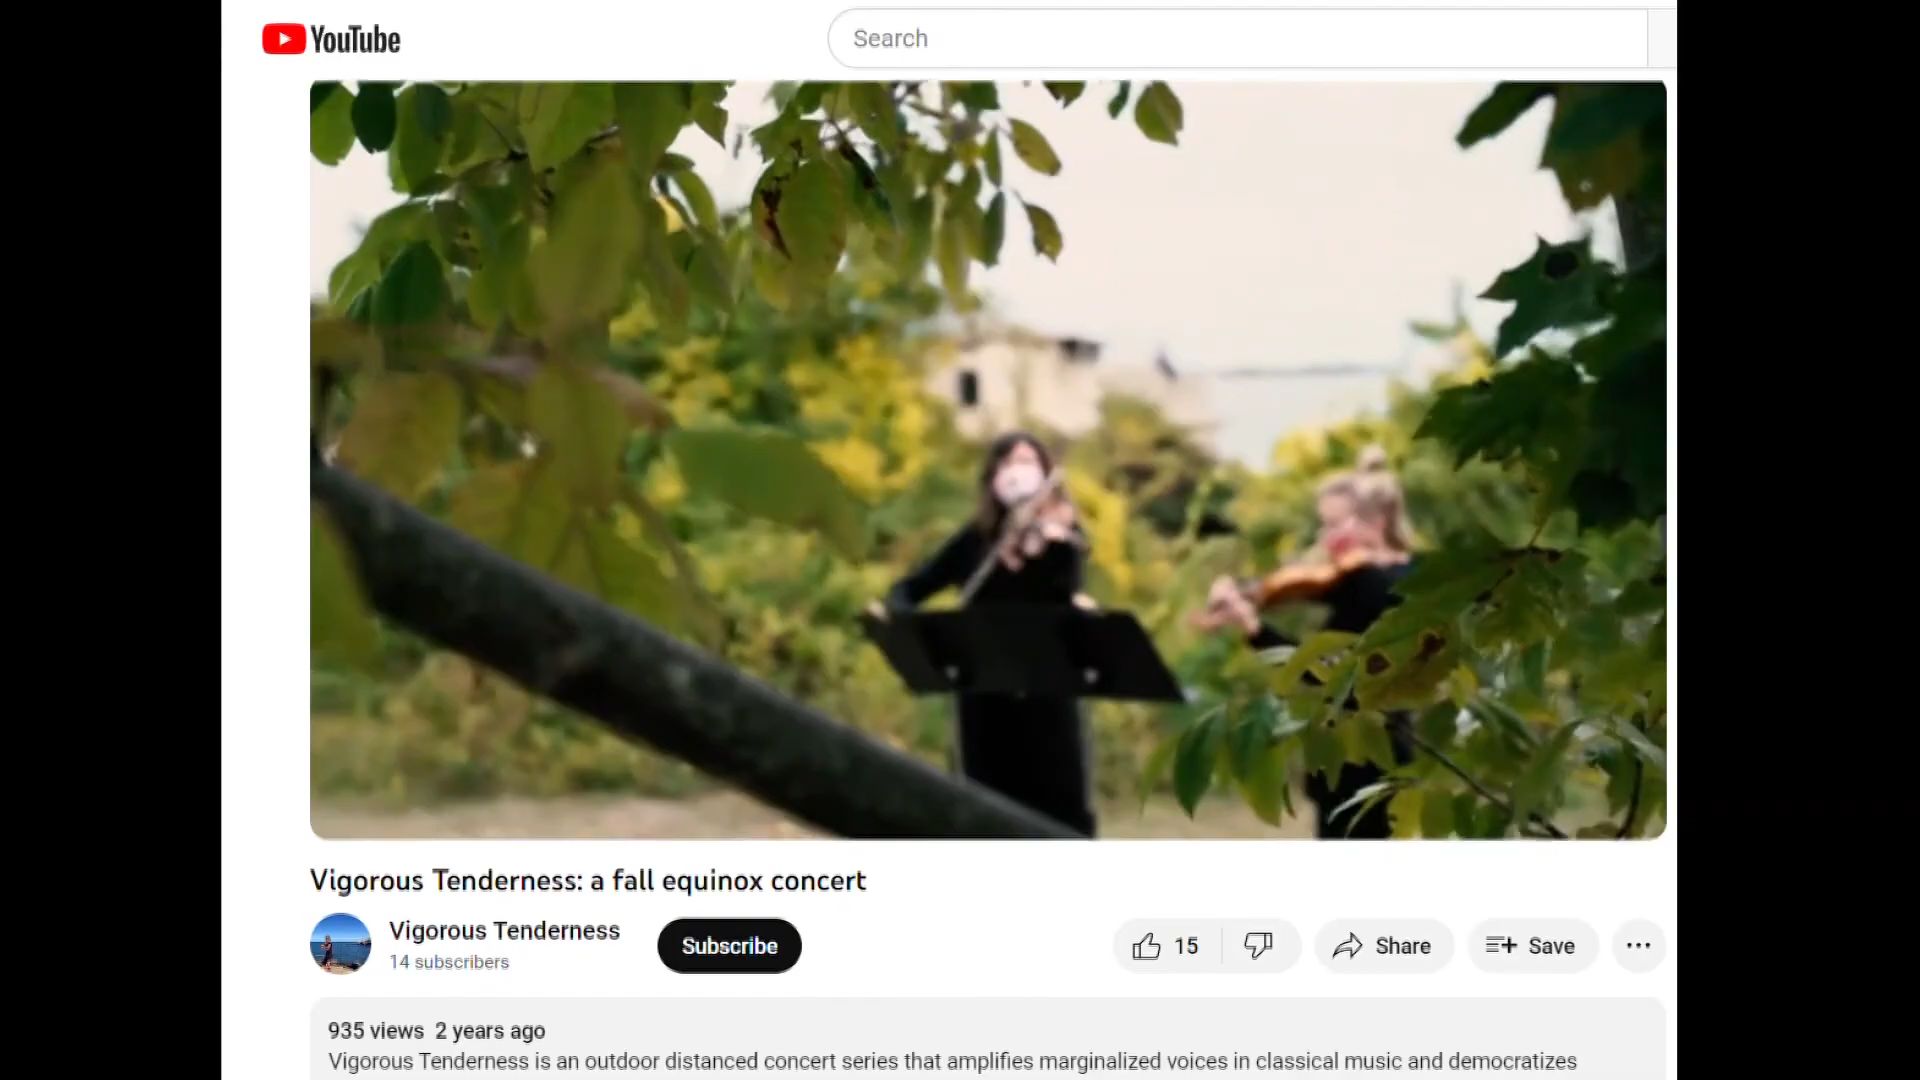 YouTube
Search
Vigorous Tenderness: a fall equinox concert
Vigorous Tenderness
14 subscribers
Subscribe
15
Share
Save
935 views 2 years ago
Vigorous Tenderness is an outdoor distanced concert series that amplifies marginalized voices in classical music and democratizes